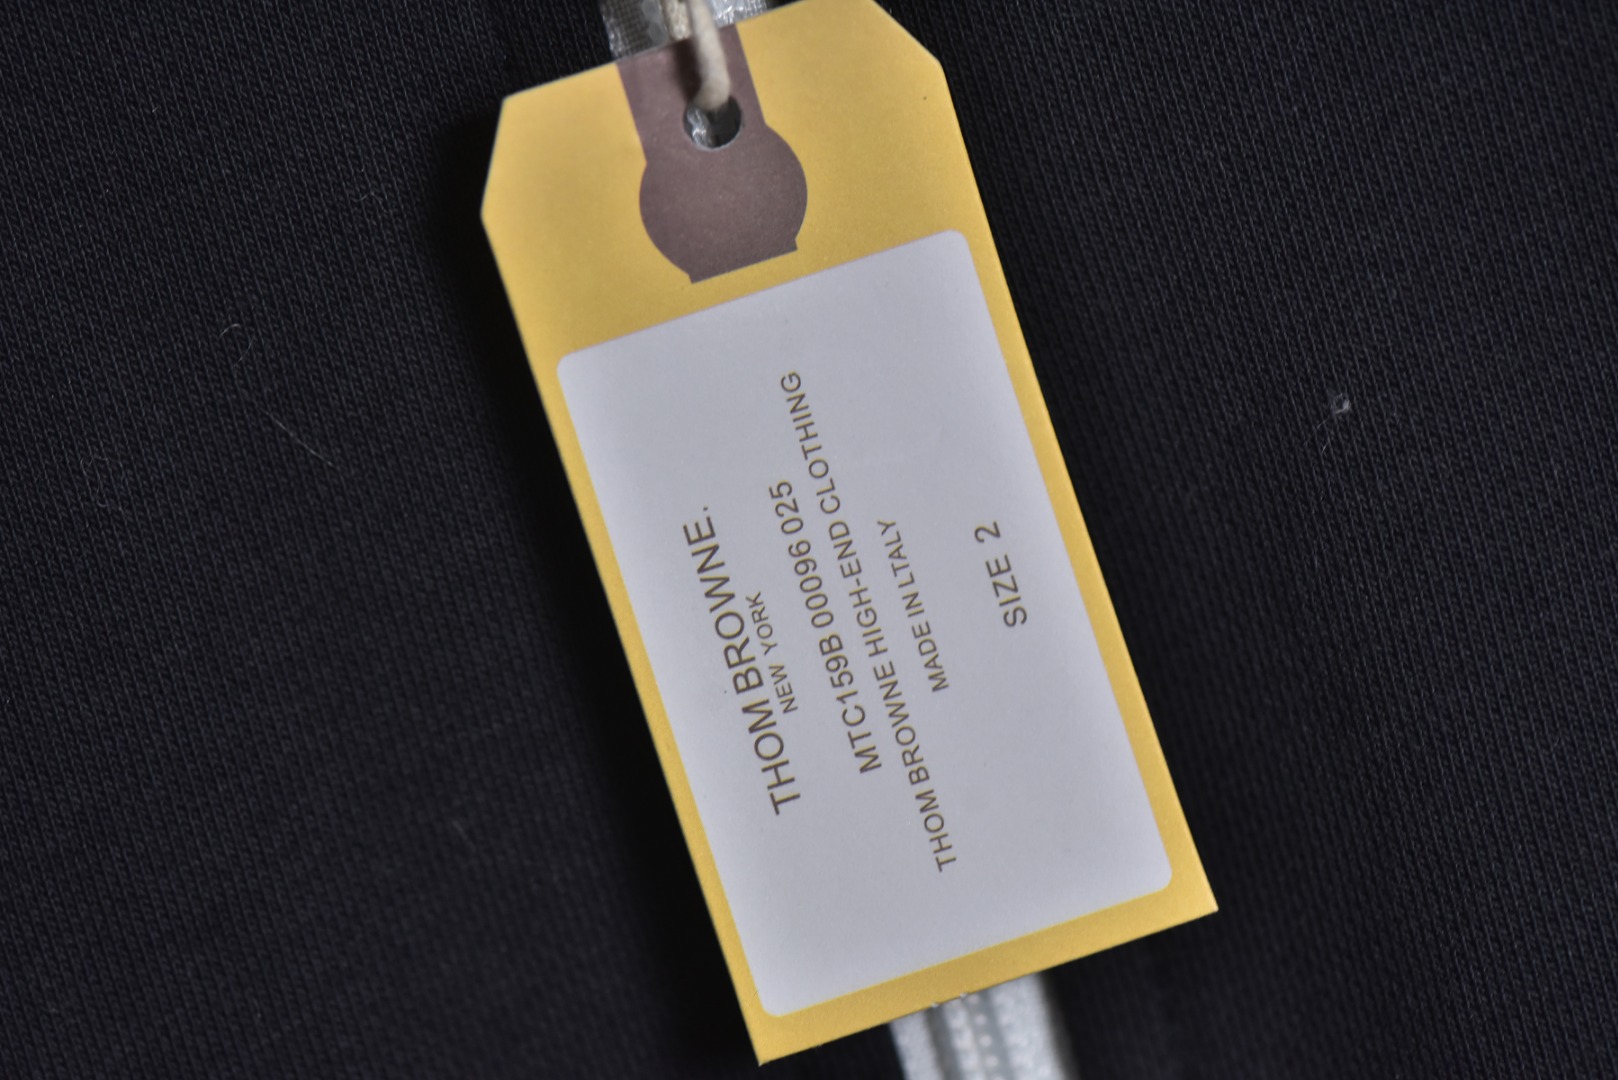 THOM BROWNE.
NEW YORK
MTC159B 00096 025
THOM BROWNE HIGH-END CLOTHING
MADE IN LTALY
SIZE 2